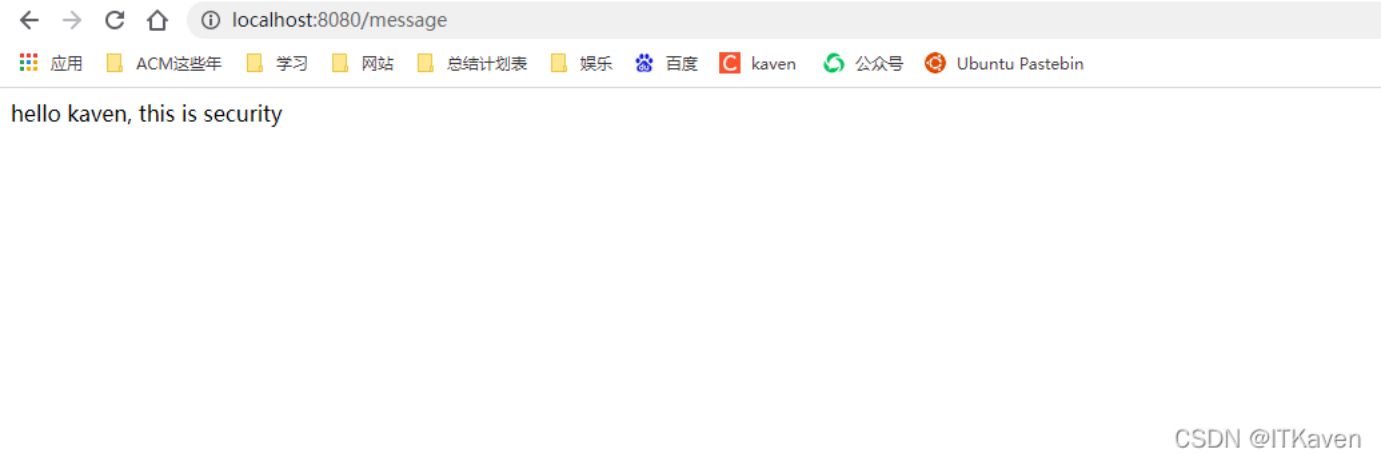 localhost:8080/message
应用 ACM这些年 学习 网站 总结计划表 娱乐 百度 kaven 公众号 Ubuntu Pastebin
hello kaven, this is security
CSDN @ITKaven